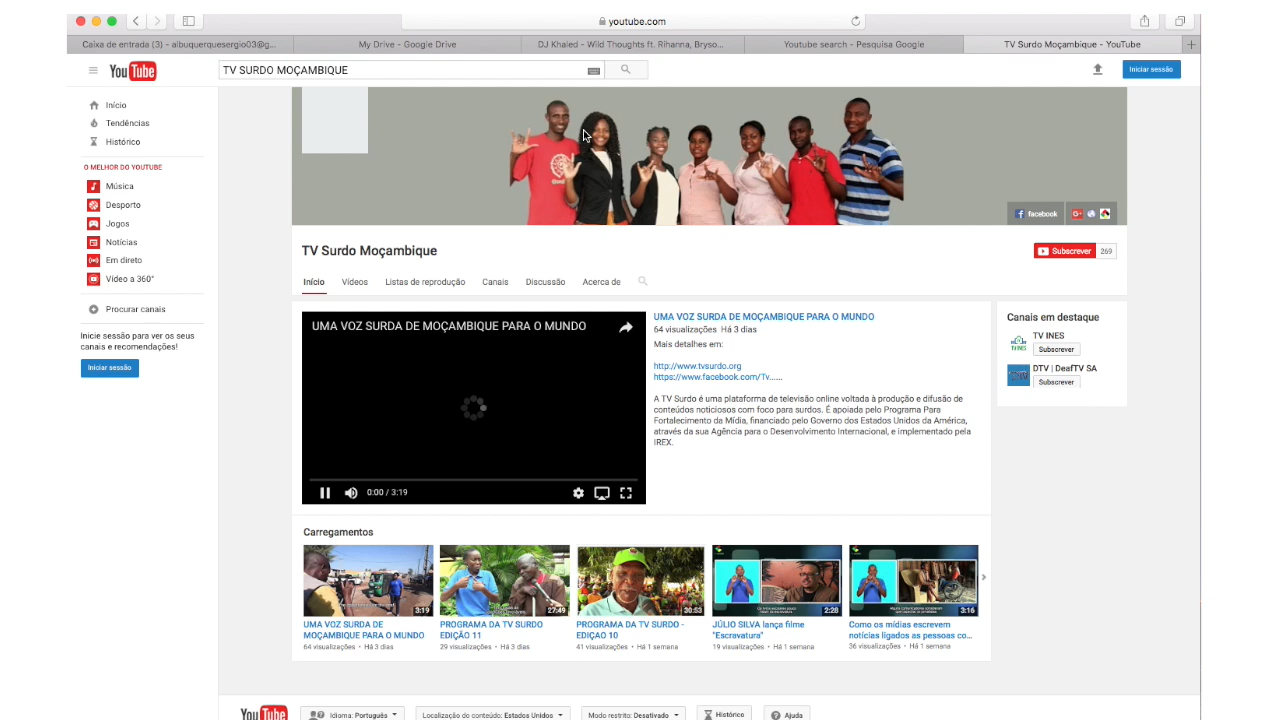 youtube.com
Caixa de entrada (3) - albuquerquesergio03@g...
My Drive - Google Drive
DJ Khaled - Wild Thoughts ft. Rihanna, Bryso...
Youtube search - Pesquisa Google
TV Surdo Moçambique - YouTube
YouTube
TV SURDO MOÇAMBIQUE
Iniciar sessão
Início
Tendências
Histórico
O MELHOR DO YOUTUBE
Música
Desporto
Jogos
Notícias
Em direto
Vídeo a 360°
Procurar canais
Inicie sessão para ver os seus
canais e recomendações!
Iniciar sessão
facebook
TV Surdo Moçambique
Subscrever 269
Início Vídeos Listas de reprodução Canais Discussão Acerca de
UMA VOZ SURDA DE MOÇAMBIQUE PARA O MUNDO
0:00 / 3:19
UMA VOZ SURDA DE MOÇAMBIQUE PARA O MUNDO
64 visualizações Há 3 dias
Mais detalhes em:
http://www.tvsurdo.org
https://www.facebook.com/Tv......
A TV Surdo é uma plataforma de televisão online voltada à produção e difusão de
conteúdos noticiosos com foco para surdos. É apoiada pelo Programa Para
Fortalecimento da Mídia, financiado pelo Governo dos Estados Unidos da América,
através da sua Agência para o Desenvolvimento Internacional, e implementado pela
IREX.
Canais em destaque
TV INES
Subscrever
DTV | DeafTV SA
Subscrever
Carregamentos
3:19
UMA VOZ SURDA DE
MOÇAMBIQUE PARA O MUNDO
64 visualizações • Há 3 dias
27:49
PROGRAMA DA TV SURDO
EDIÇÃO 11
29 visualizações • Há 3 dias
30:53
PROGRAMA DA TV SURDO -
EDIÇAO 10
41 visualizações • Há 1 semana
2:28
JÚLIO SILVA lança filme
"Escravatura"
19 visualizações • Há 1 semana
3:16
Como os mídias escrevem
notícias ligados as pessoas co...
36 visualizações • Há 1 semana
YouTube
Idioma: Português
Localização do conteúdo: Estados Unidos
Modo restrito: Desativado
Histórico
Ajuda